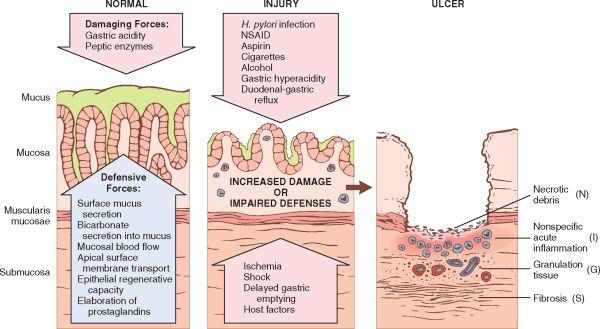 NORMAL
Damaging Forces:
Gastric acidity
Peptic enzymes
Mucus
Mucosa
Muscularis
mucosae
Submucosa
Defensive
Forces:
Surface mucus
secretion
Bicarbonate
secretion into mucus
Mucosal blood flow
Apical surface
membrane transport
Epithelial regenerative
capacity
Elaboration of
prostaglandins
INJURY
H. pylori infection
NSAID
Aspirin
Cigarettes
Alcohol
Gastric hyperacidity
Duodenal-gastric
reflux
INCREASED DAMAGE
OR
IMPAIRED DEFENSES
Ischemia
Shock
Delayed gastric
emptying
Host factors
ULCER
Necrotic (N)
debris
Nonspecific
acute (I)
inflammation
Granulation (G)
tissue
Fibrosis (S)